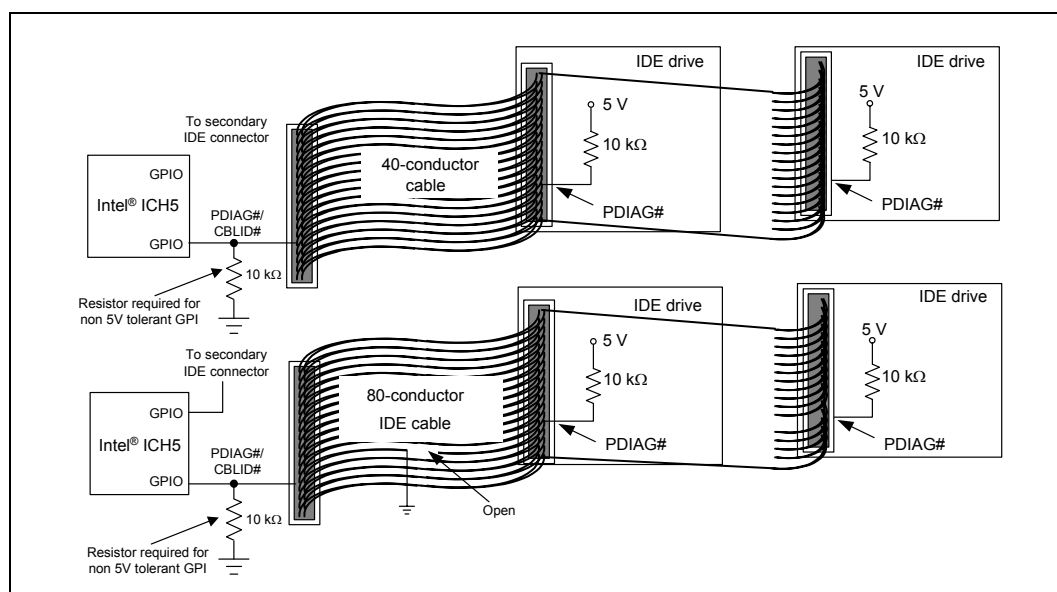 IDE drive
IDE drive
5 V
5 V
10 kΩ
10 kΩ
To secondary
IDE connector
40-conductor
cable
GPIO
Intel® ICH5
GPIO
PDIAG#/
CBLID#
PDIAG#
PDIAG#
10 kΩ
Resistor required for
non 5V tolerant GPI
IDE drive
IDE drive
5 V
5 V
10 kΩ
10 kΩ
To secondary
IDE connector
80-conductor
IDE cable
GPIO
Intel® ICH5
GPIO
PDIAG#/
CBLID#
PDIAG#
PDIAG#
Open
10 kΩ
Resistor required for
non 5V tolerant GPI